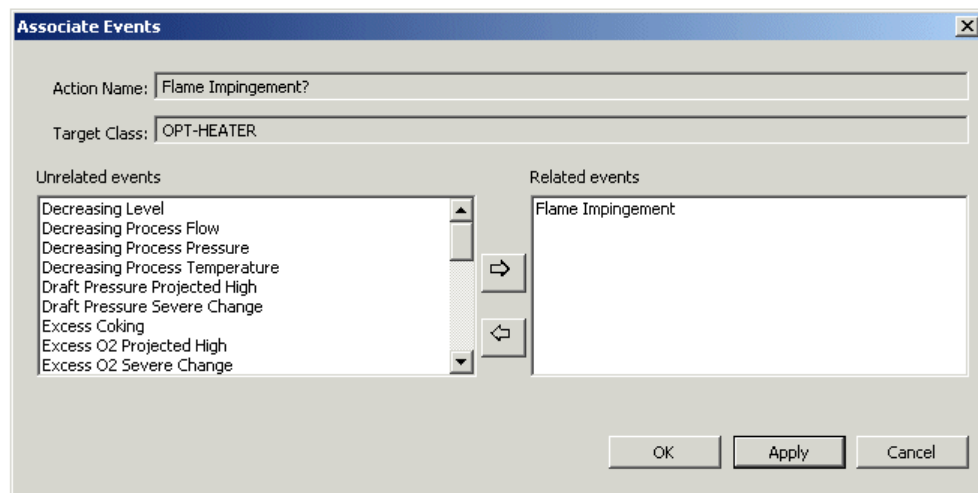 Associate Events
Action Name: Flame Impingement?
Target Class: OPT-HEATER
Unrelated events
Related events
Decreasing Level
Decreasing Process Flow
Decreasing Process Pressure
Decreasing Process Temperature
Draft Pressure Projected High
Draft Pressure Severe Change
Excess Coking
Excess O2 Projected High
Excess O2 Severe Change
Flame Impingement
OK
Apply
Cancel